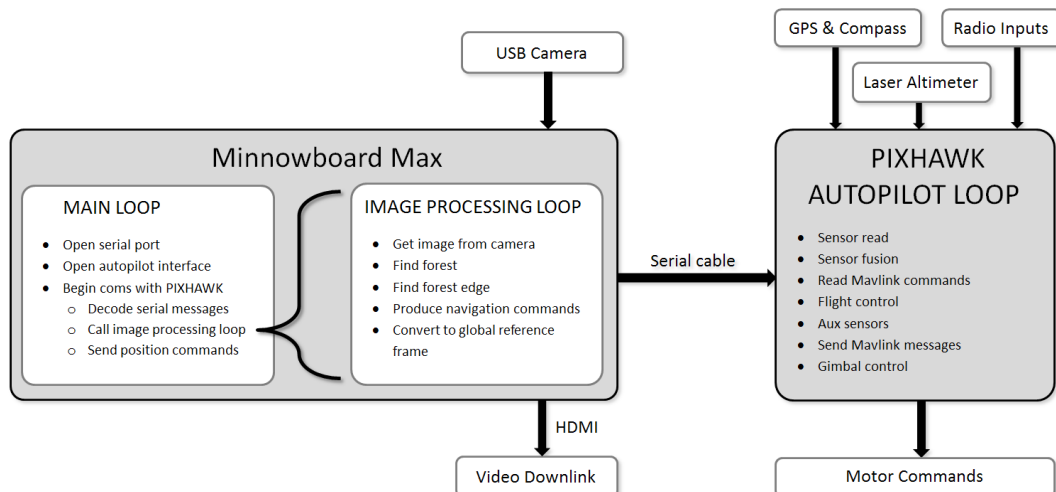 USB Camera
GPS & Compass
Radio Inputs
Laser Altimeter
Minnowboard Max
MAIN LOOP
• Open serial port
• Open autopilot interface
• Begin coms with PIXHAWK
o Decode serial messages
o Call image processing loop
o Send position commands
IMAGE PROCESSING LOOP
• Get image from camera
• Find forest
• Find forest edge
• Produce navigation commands
• Convert to global reference
frame
Serial cable
PIXHAWK
AUTOPILOT LOOP
• Sensor read
• Sensor fusion
• Read Mavlink commands
• Flight control
• Aux sensors
• Send Mavlink messages
• Gimbal control
HDMI
Video Downlink
Motor Commands